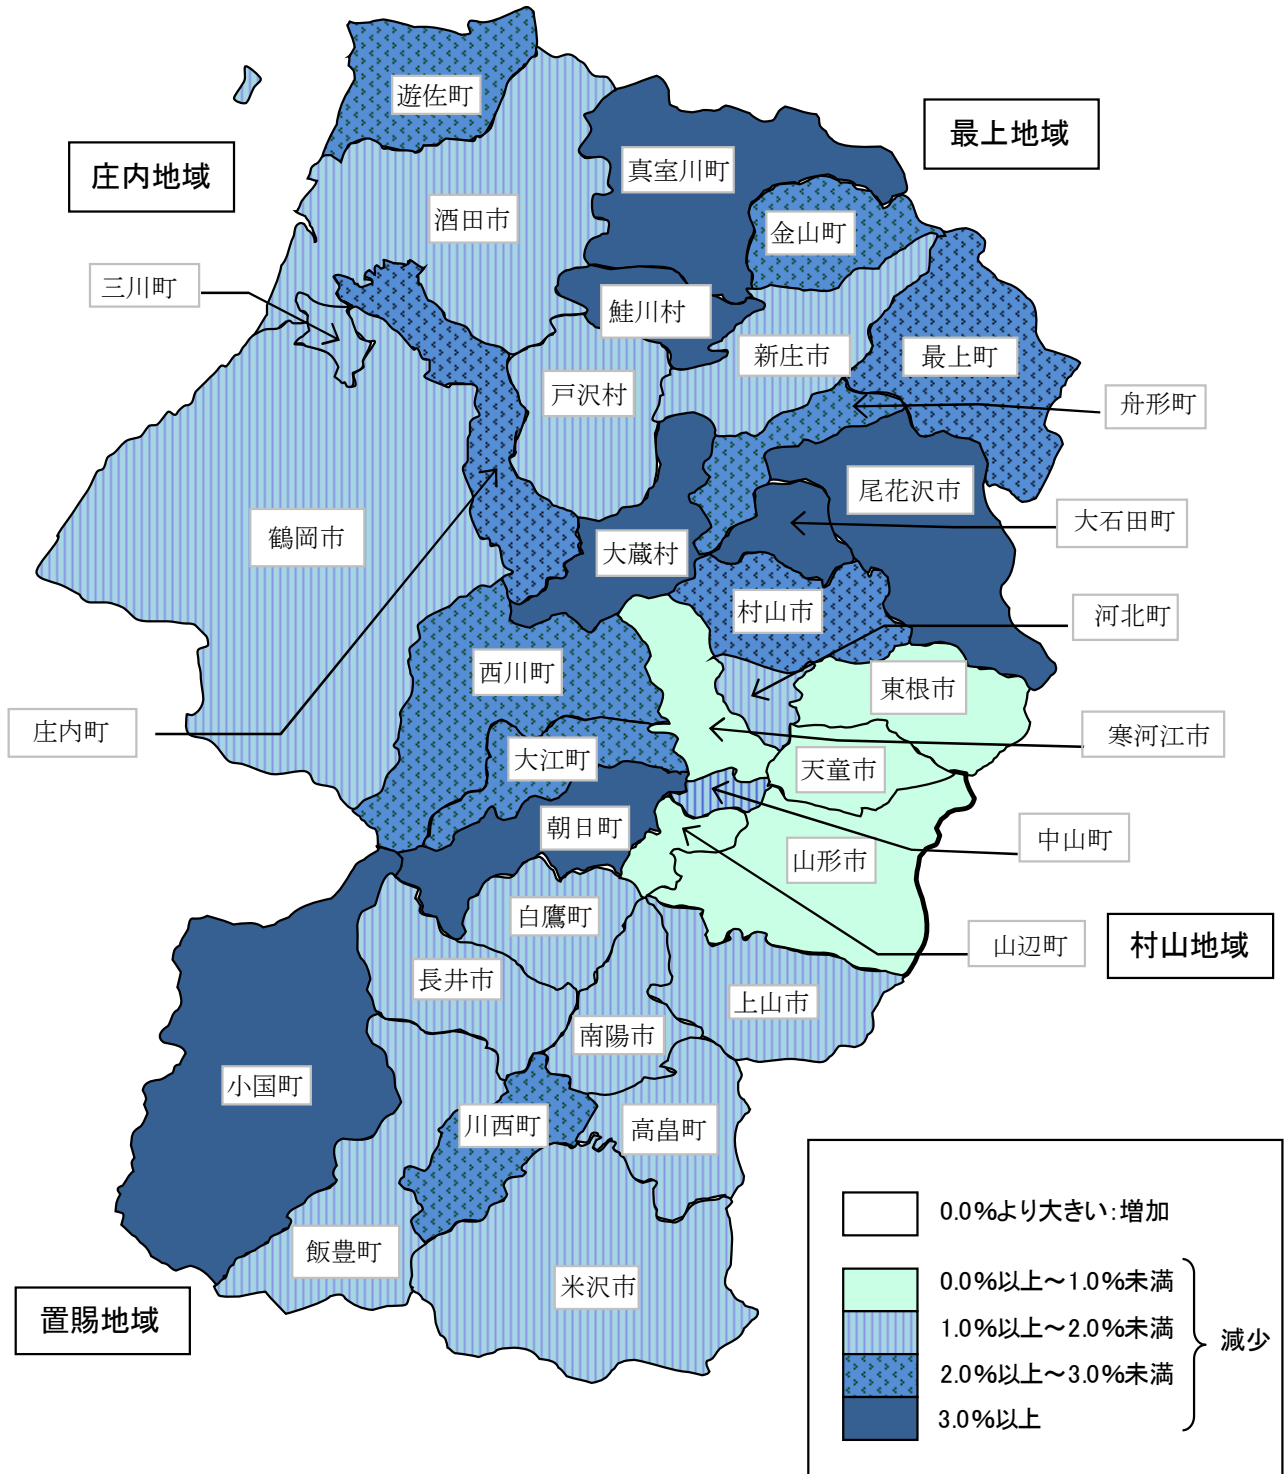 遊佐町
最上地域
庄内地域
真室川町
酒田市
金山町
三川町
鮭川村
新庄市
最上町
戸沢村
舟形町
尾花沢市
大石田町
鶴岡市
大蔵村
村山市
河北町
西川町
東根市
庄内町
寒河江市
大江町
天童市
朝日町
中山町
山形市
白鷹町
山辺町
村山地域
長井市
上山市
南陽市
小国町
川西町
高畠町
飯豊町
米沢市
置賜地域
0.0%より大きい:増加
0.0%以上～1.0%未満
1.0%以上～2.0%未満
減少
2.0%以上～3.0%未満
3.0%以上